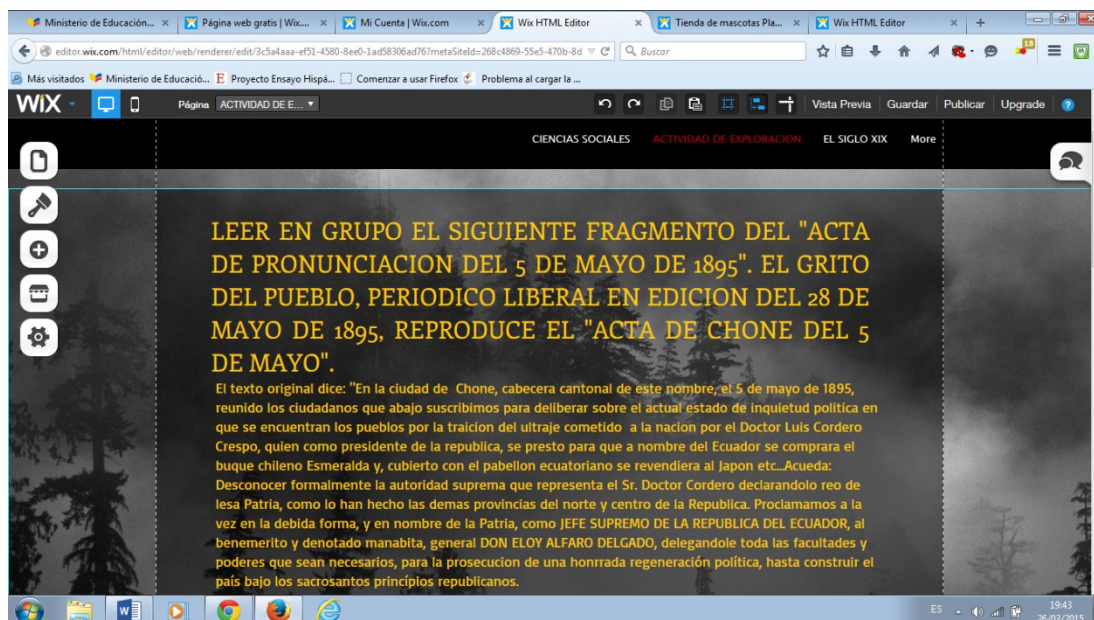 Ministerio de Educación...
Página web gratis | Wix....
Mi Cuenta | Wix.com
Wix HTML Editor
Tienda de mascotas Pla...
Wix HTML Editor
editor.wix.com/html/editor/web/renderer/edit/3c5a4aaa-ef51-4580-8ee0-1ad58306ad76?metaSiteId=268c4869-55e5-470b-8d
Buscar
18
Más visitados
Ministerio de Educació...
Proyecto Ensayo Hispá...
Comenzar a usar Firefox
Problema al cargar la ...
WiX
Página
ACTIVIDAD DE E...
Vista Previa
Guardar
Publicar
Upgrade
?
CIENCIAS SOCIALES
ACTIVIDAD DE EXPLORACION
EL SIGLO XIX
More
LEER EN GRUPO EL SIGUIENTE FRAGMENTO DEL "ACTA
DE PRONUNCIACION DEL 5 DE MAYO DE 1895". EL GRITO
DEL PUEBLO, PERIODICO LIBERAL EN EDICION DEL 28 DE
MAYO DE 1895, REPRODUCE EL "ACTA DE CHONE DEL 5
DE MAYO".
El texto original dice: "En la ciudad de Chone, cabecera cantonal de este nombre, el 5 de mayo de 1895,
reunido los ciudadanos que abajo suscribimos para deliberar sobre el actual estado de inquietud politica en
que se encuentran los pueblos por la traicion del ultraje cometido a la nacion por el Doctor Luis Cordero
Crespo, quien como presidente de la republica, se presto para que a nombre del Ecuador se comprara el
buque chileno Esmeralda y, cubierto con el pabellon ecuatoriano se revendiera al Japon etc...Acueda:
Desconocer formalmente la autoridad suprema que representa el Sr. Doctor Cordero declarandolo reo de
lesa Patria, como lo han hecho las demas provincias del norte y centro de la Republica. Proclamamos a la
vez en la debida forma, y en nombre de la Patria, como JEFE SUPREMO DE LA REPUBLICA DEL ECUADOR, al
benemerito y denotado manabita, general DON ELOY ALFARO DELGADO, delegandole toda las facultades y
poderes que sean necesarios, para la prosecucion de una honrrada regeneración política, hasta construir el
país bajo los sacrosantos princípios republicanos.
ES
19:43
26/03/2015